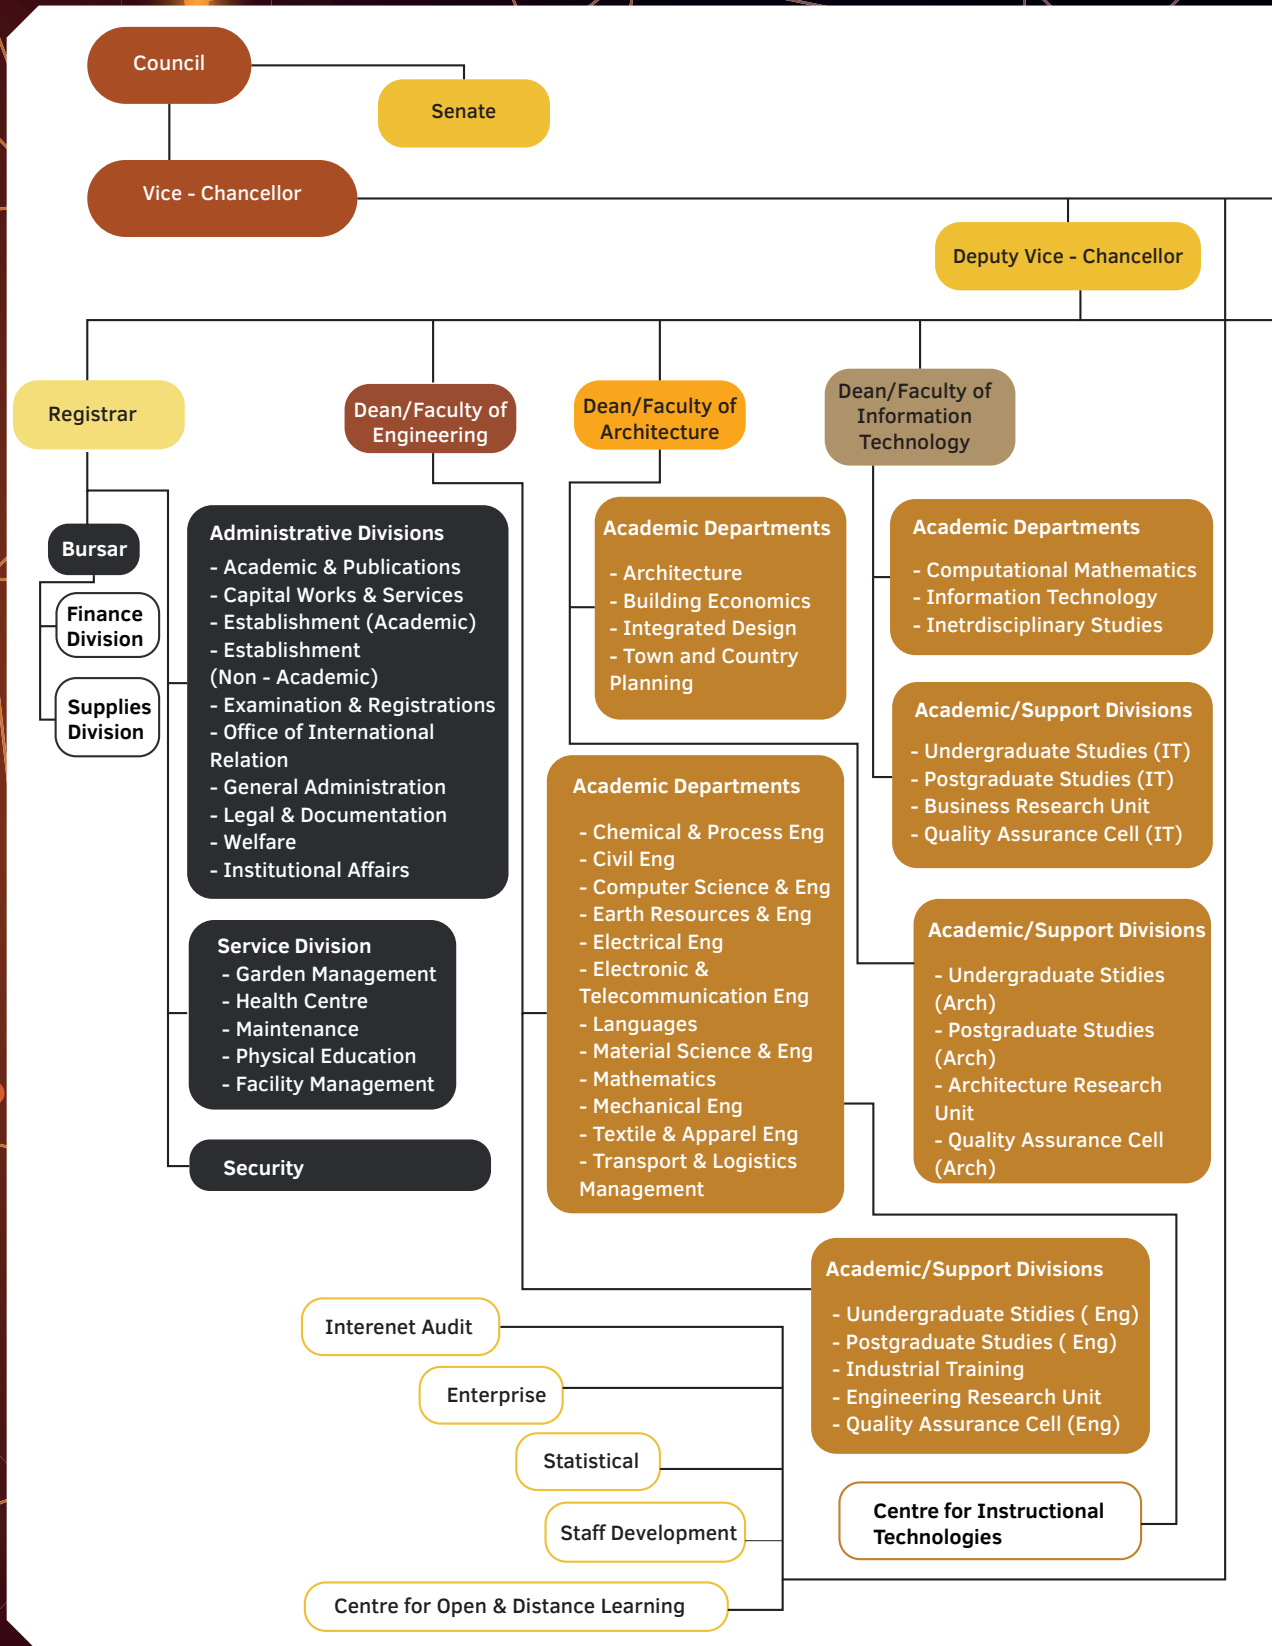 Council
Senate
Vice - Chancellor
Deputy Vice - Chancellor
Registrar
Dean/Faculty of
Engineering
Dean/Faculty of
Architecture
Dean/Faculty of
Information
Technology
Bursar
Finance
Division
Supplies
Division
Administrative Divisions
- Academic & Publications
- Capital Works & Services
- Establishment (Academic)
- Establishment
(Non - Academic)
- Examination & Registrations
- Office of International
Relation
- General Administration
- Legal & Documentation
- Welfare
- Institutional Affairs
Service Division
- Garden Management
- Health Centre
- Maintenance
- Physical Education
- Facility Management
Security
Academic Departments
- Architecture
- Building Economics
- Integrated Design
- Town and Country
Planning
Academic Departments
- Computational Mathematics
- Information Technology
- Inetrdisciplinary Studies
Academic/Support Divisions
- Undergraduate Studies (IT)
- Postgraduate Studies (IT)
- Business Research Unit
- Quality Assurance Cell (IT)
Academic Departments
- Chemical & Process Eng
- Civil Eng
- Computer Science & Eng
- Earth Resources & Eng
- Electrical Eng
- Electronic &
Telecommunication Eng
- Languages
- Material Science & Eng
- Mathematics
- Mechanical Eng
- Textile & Apparel Eng
- Transport & Logistics
Management
Academic/Support Divisions
- Undergraduate Stidies
(Arch)
- Postgraduate Studies
(Arch)
- Architecture Research
Unit
- Quality Assurance Cell
(Arch)
Academic/Support Divisions
- Uundergraduate Stidies ( Eng)
- Postgraduate Studies ( Eng)
- Industrial Training
- Engineering Research Unit
- Quality Assurance Cell (Eng)
Interenet Audit
Enterprise
Statistical
Staff Development
Centre for Open & Distance Learning
Centre for Instructional
Technologies